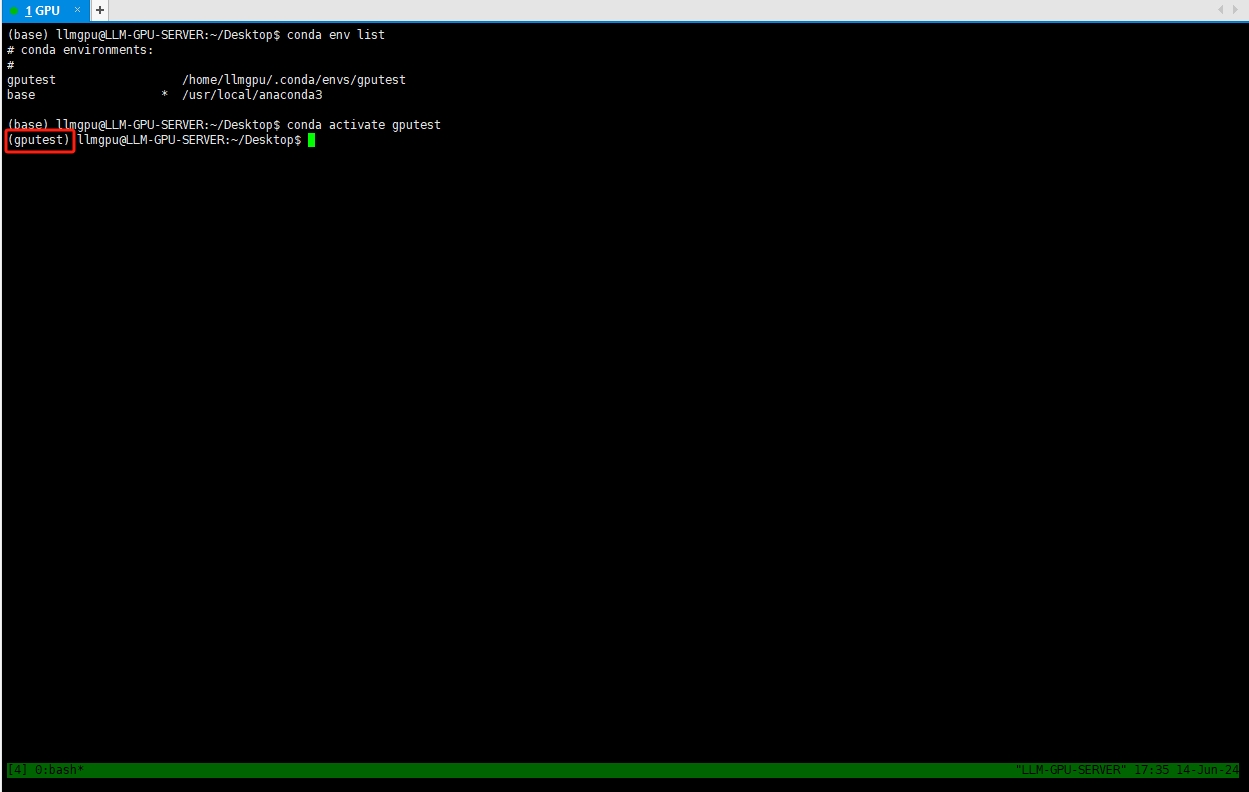 1 GPU × +
(base) llmgpu@LLM-GPU-SERVER:~/Desktop$ conda env list
# conda environments:
#
gputest                  /home/llmgpu/.conda/envs/gputest
base                  *  /usr/local/anaconda3
(base) llmgpu@LLM-GPU-SERVER:~/Desktop$ conda activate gputest
(gputest) llmgpu@LLM-GPU-SERVER:~/Desktop$
[4] 0:bash* "LLM-GPU-SERVER" 17:35 14-Jun-24